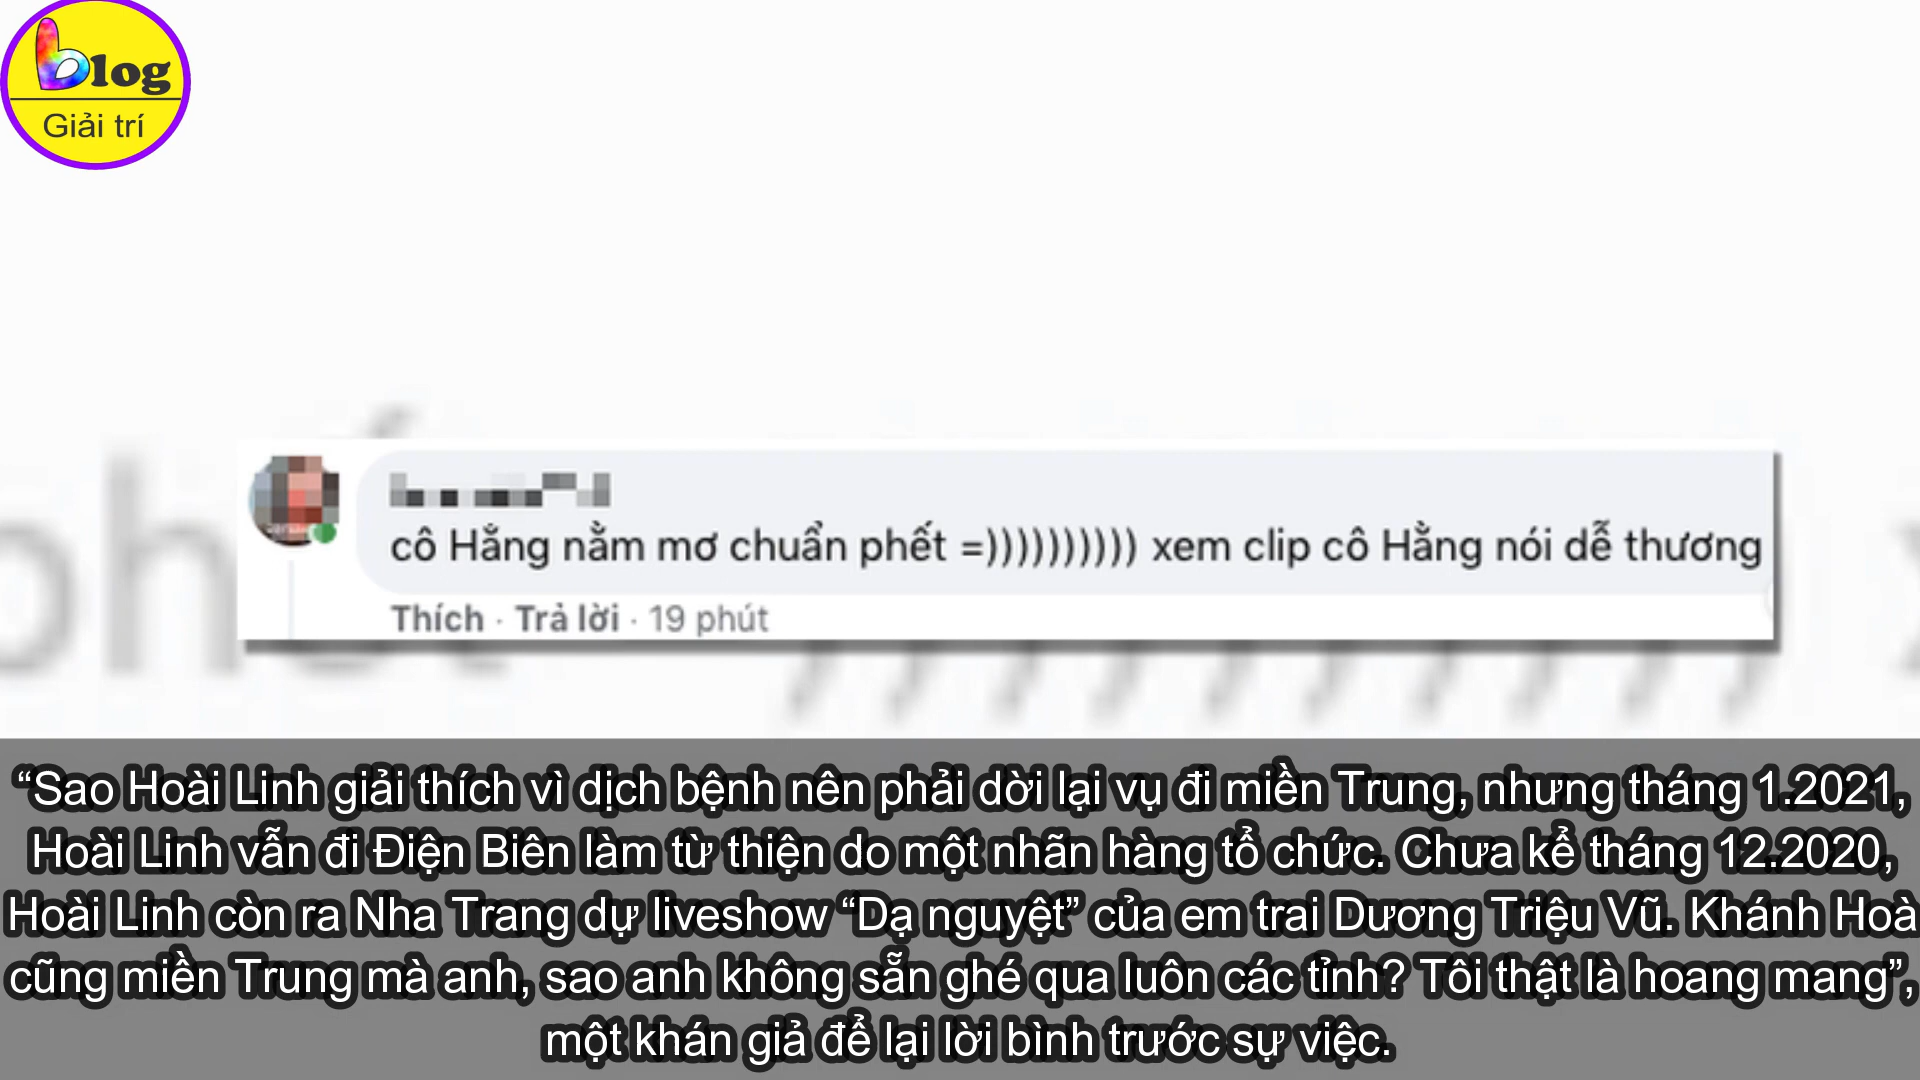 blog
Giải trí
cô Hằng nằm mơ chuẩn phết =)))))))))) xem clip cô Hằng nói dễ thương
Thích · Trả lời · 19 phút
“Sao Hoài Linh giải thích vì dịch bệnh nên phải dời lại vụ đi miền Trung, nhưng tháng 1.2021,
Hoài Linh vẫn đi Điện Biên làm từ thiện do một nhãn hàng tổ chức. Chưa kể tháng 12.2020,
Hoài Linh còn ra Nha Trang dự liveshow “Dạ nguyệt” của em trai Dương Triệu Vũ. Khánh Hoà
cũng miền Trung mà anh, sao anh không sẵn ghé qua luôn các tỉnh? Tôi thật là hoang mang”,
một khán giả để lại lời bình trước sự việc.